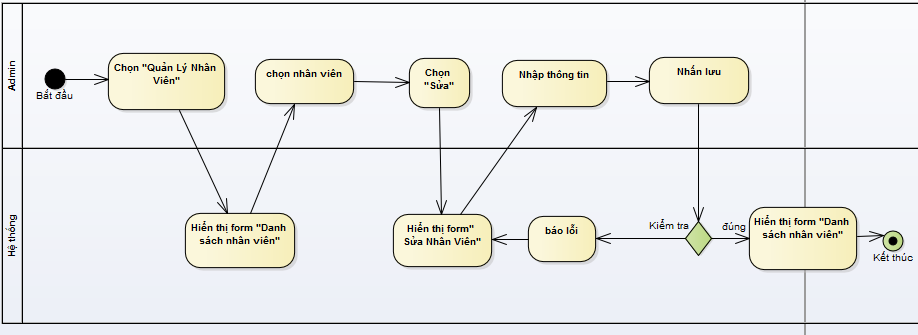 Admin
Bắt đầu
Chọn "Quản Lý Nhân
Viên"
chọn nhân viên
Chọn
"Sửa"
Nhập thông tin
Nhấn lưu
Hệ thống
Hiển thị form "Danh
sách nhân viên"
Hiển thị form"
Sửa Nhân Viên"
báo lỗi
Kiểm tra
đúng
Hiển thị form "Danh
sách nhân viên"
Kết thúc